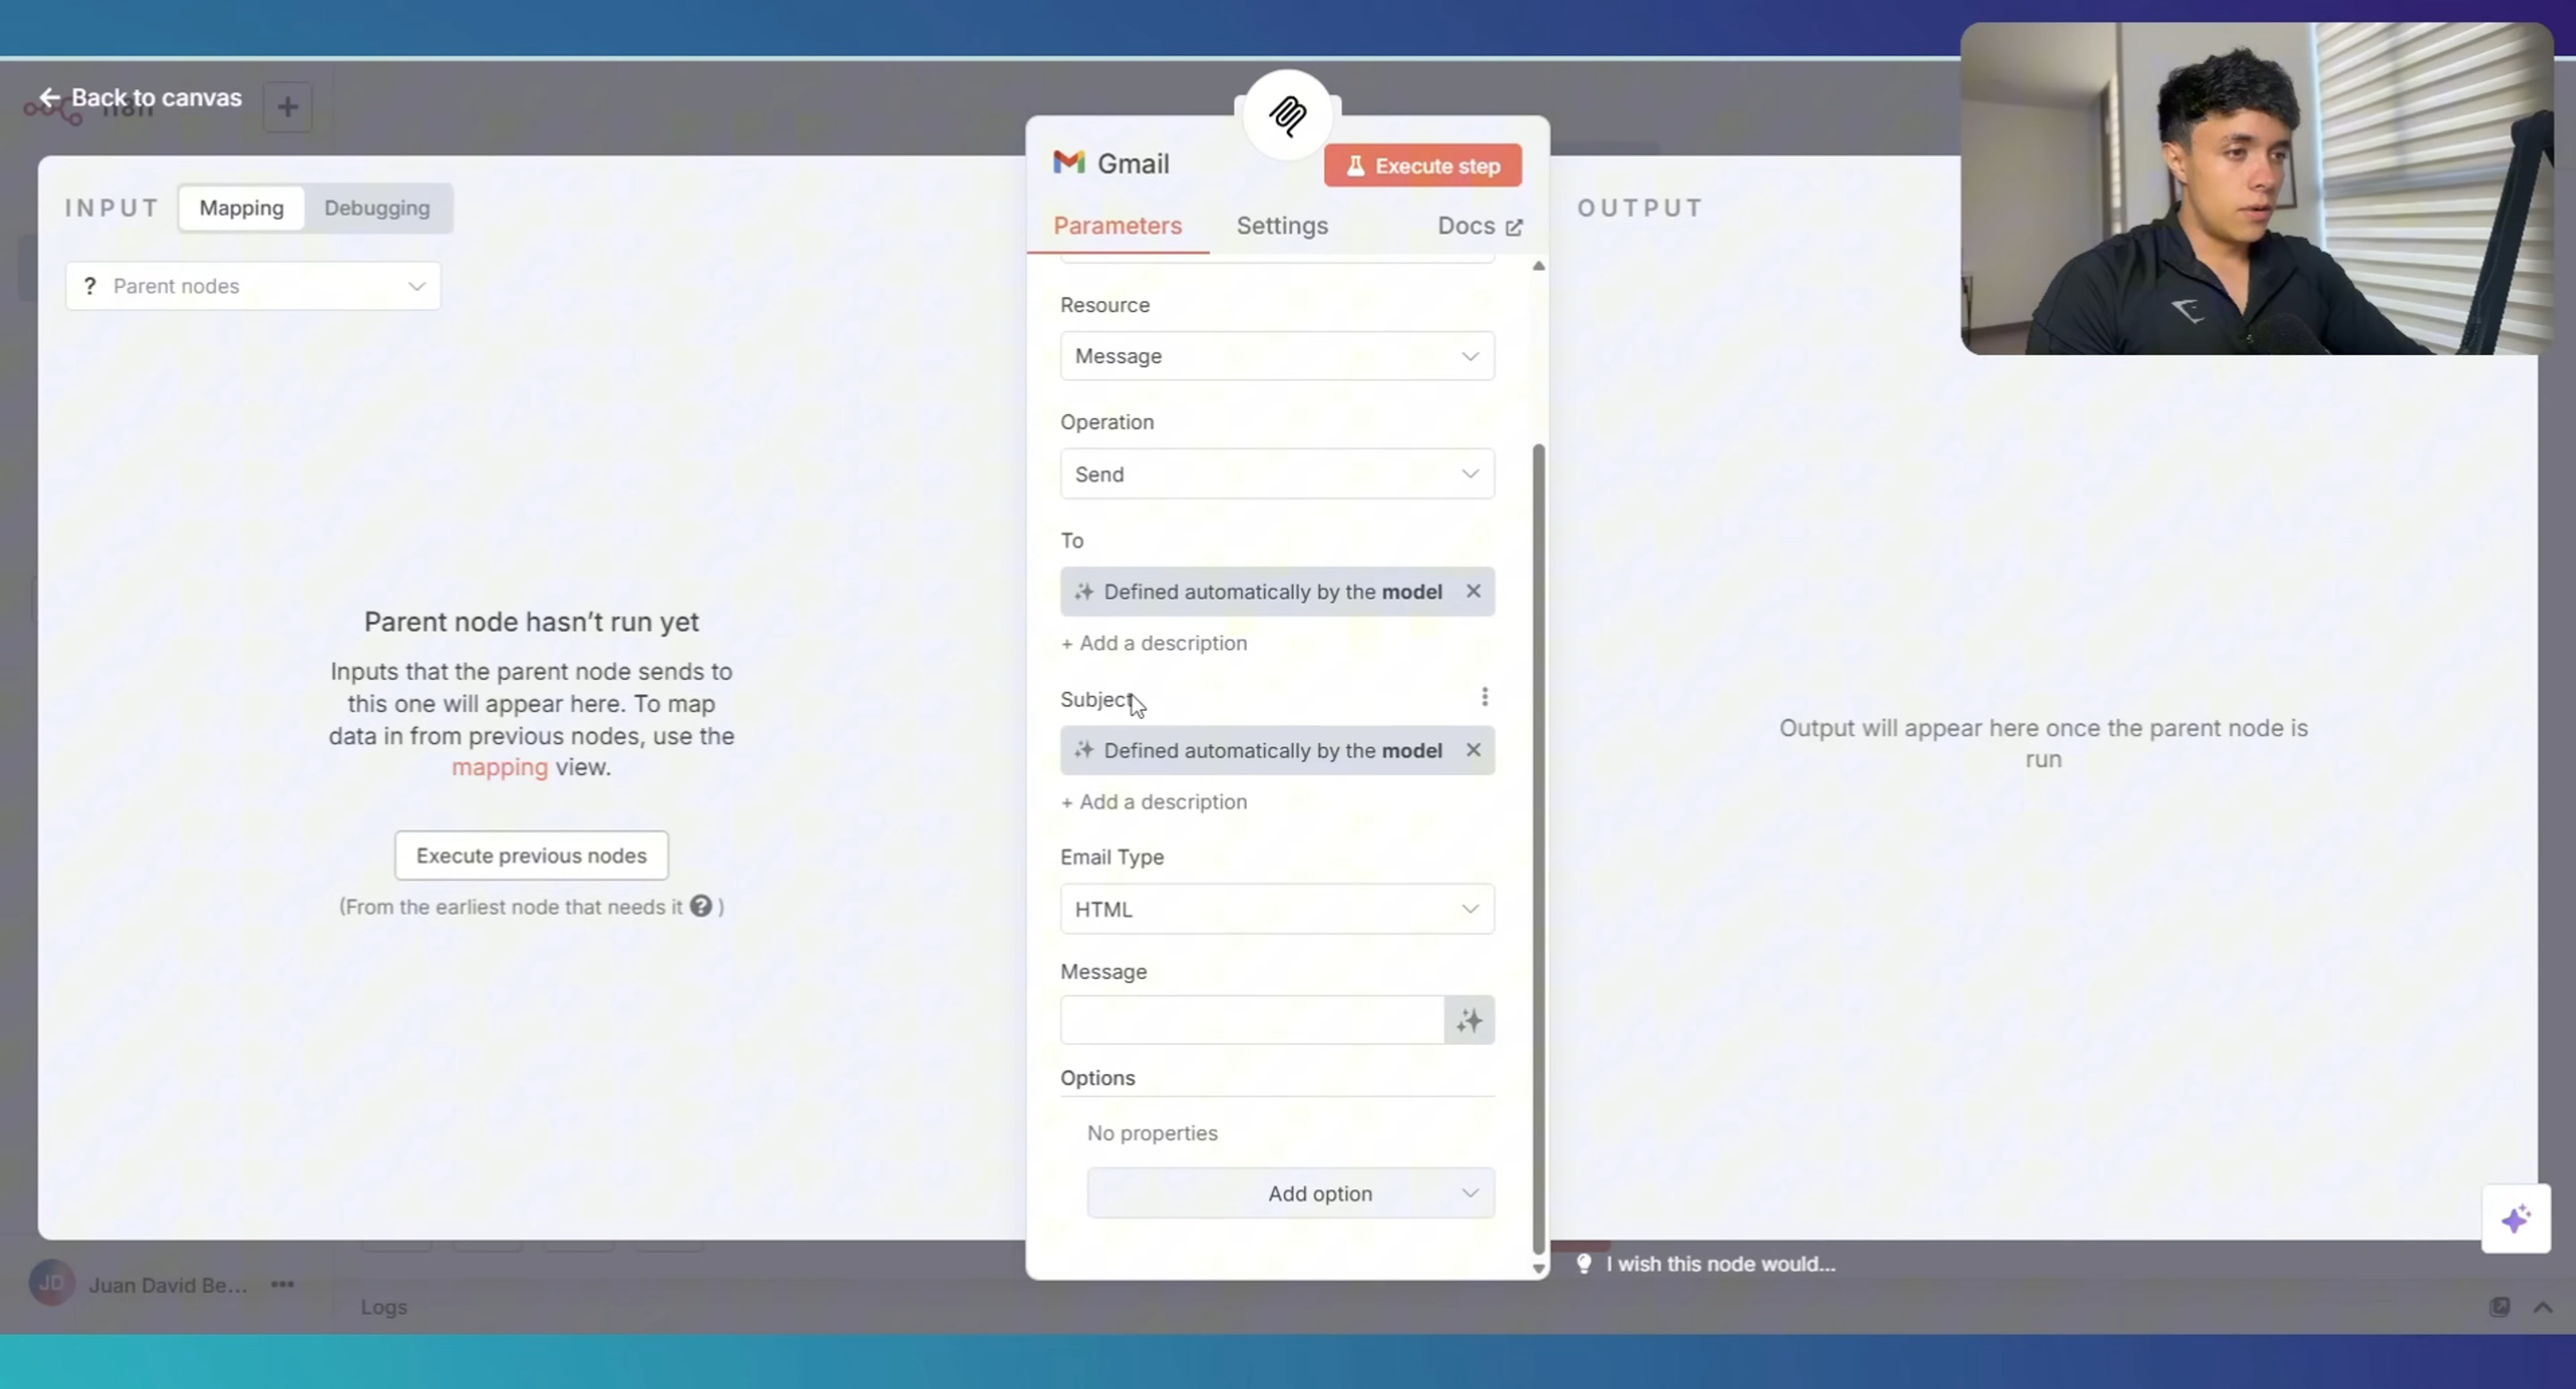 Back to canvas
n8n
+
INPUT
Mapping
Debugging
? Parent nodes
Parent node hasn't run yet
Inputs that the parent node sends to
this one will appear here. To map
data in from previous nodes, use the
mapping view.
Execute previous nodes
(From the earliest node that needs it ? )
Gmail
Execute step
Parameters
Settings
Docs
Resource
Message
Operation
Send
To
Defined automatically by the model
+ Add a description
Subject
Defined automatically by the model
+ Add a description
Email Type
HTML
Message
Options
No properties
Add option
OUTPUT
Output will appear here once the parent node is
run
I wish this node would...
JD
Juan David Be...
Logs